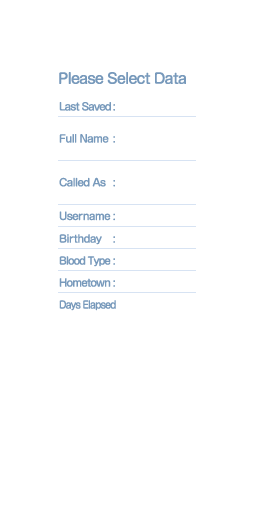 Please Select Data
Last Saved :
Full Name :
Called As :
Username :
Birthday :
Blood Type :
Hometown :
Days Elapsed